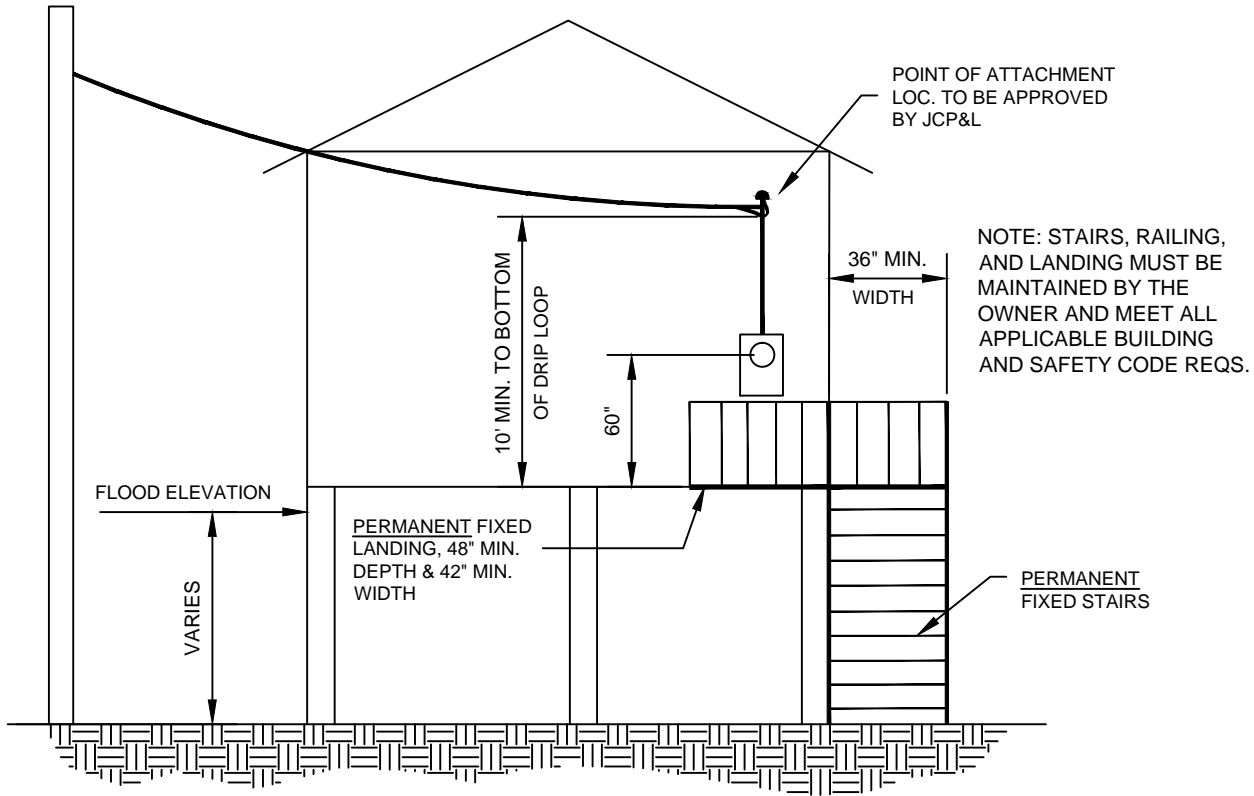 POINT OF ATTACHMENT
LOC. TO BE APPROVED
BY JCP&L
NOTE: STAIRS, RAILING,
AND LANDING MUST BE
MAINTAINED BY THE
OWNER AND MEET ALL
APPLICABLE BUILDING
AND SAFETY CODE REQS.
36" MIN.
WIDTH
10' MIN. TO BOTTOM
OF DRIP LOOP
60"
FLOOD ELEVATION
VARIES
PERMANENT FIXED
LANDING, 48" MIN.
DEPTH & 42" MIN.
WIDTH
PERMANENT
FIXED STAIRS